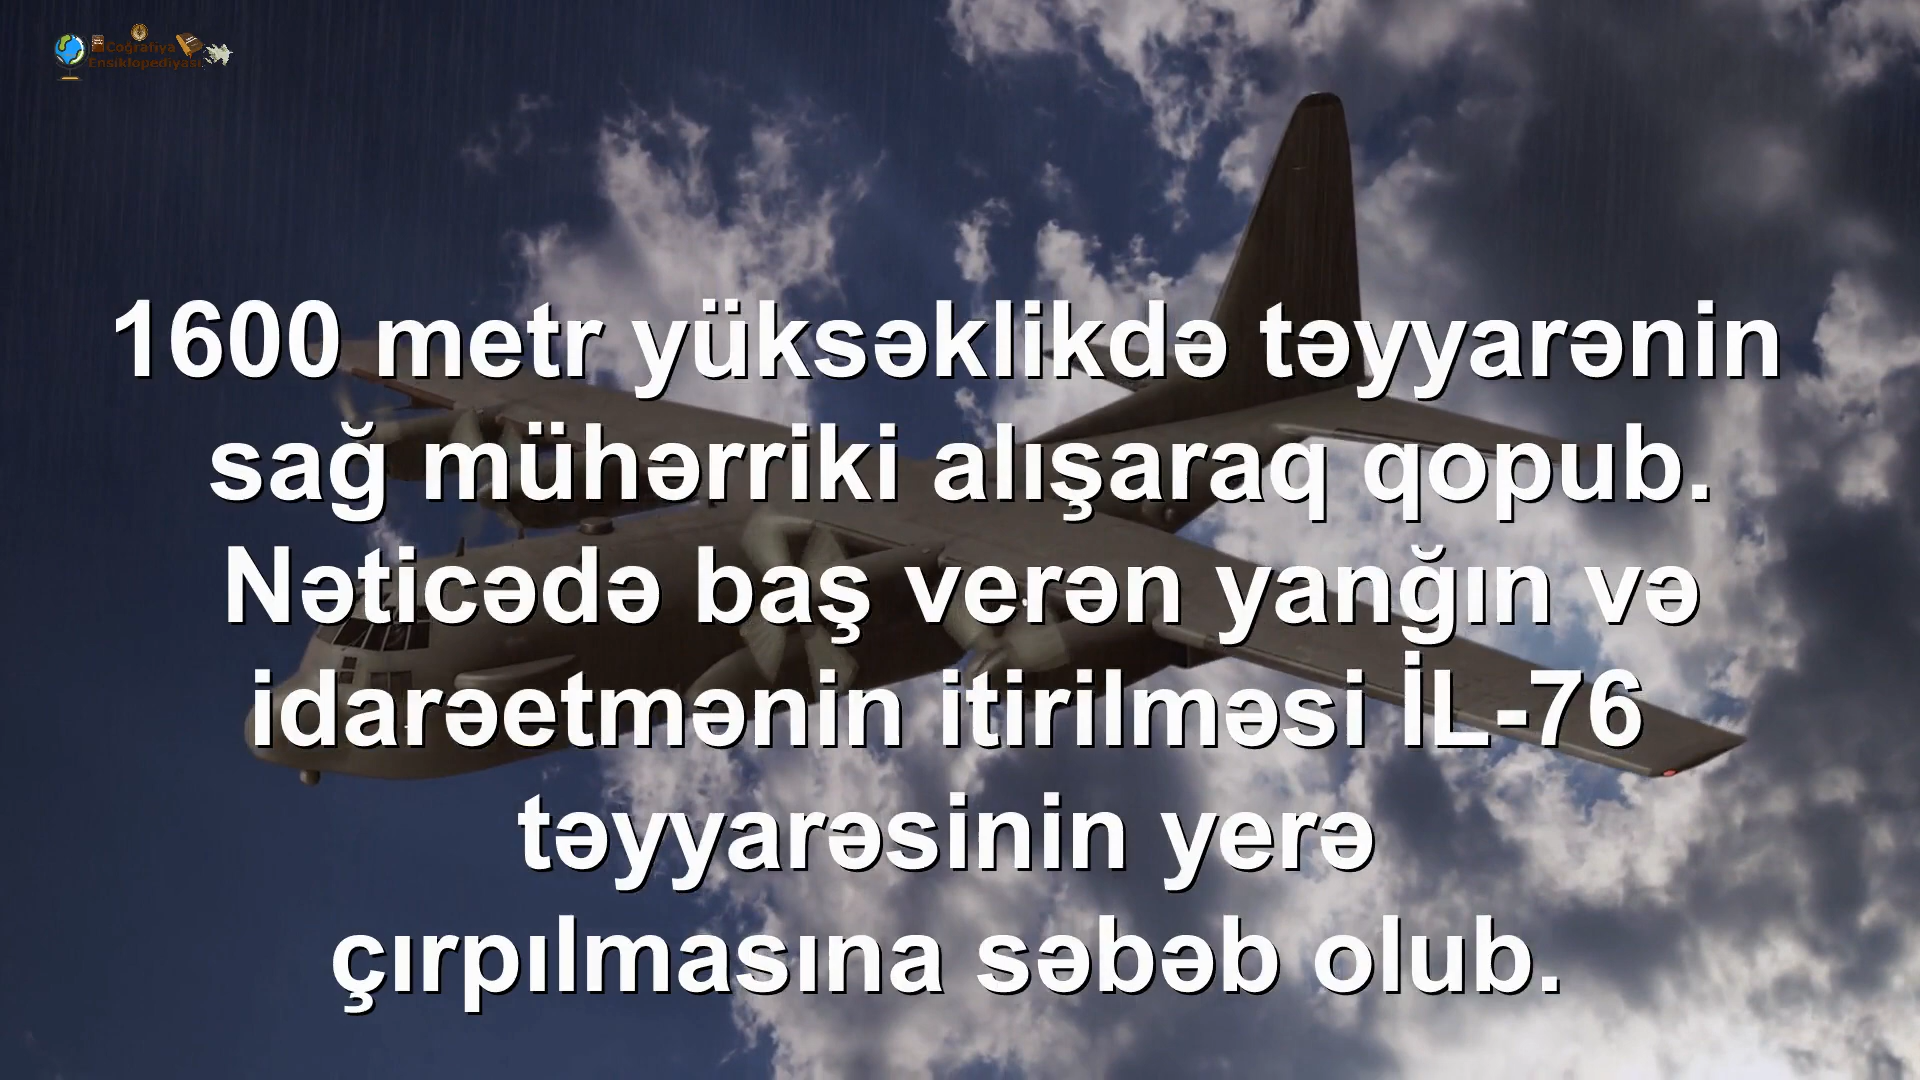 Coğrafiya
Ensiklopediyası
1600 metr yüksəklikdə təyyarənin
sağ mühərriki alışaraq qopub.
Nəticədə baş verən yanğın və
idarəetmənin itirilməsi İL-76
təyyarəsinin yerə
çırpılmasına səbəb olub.